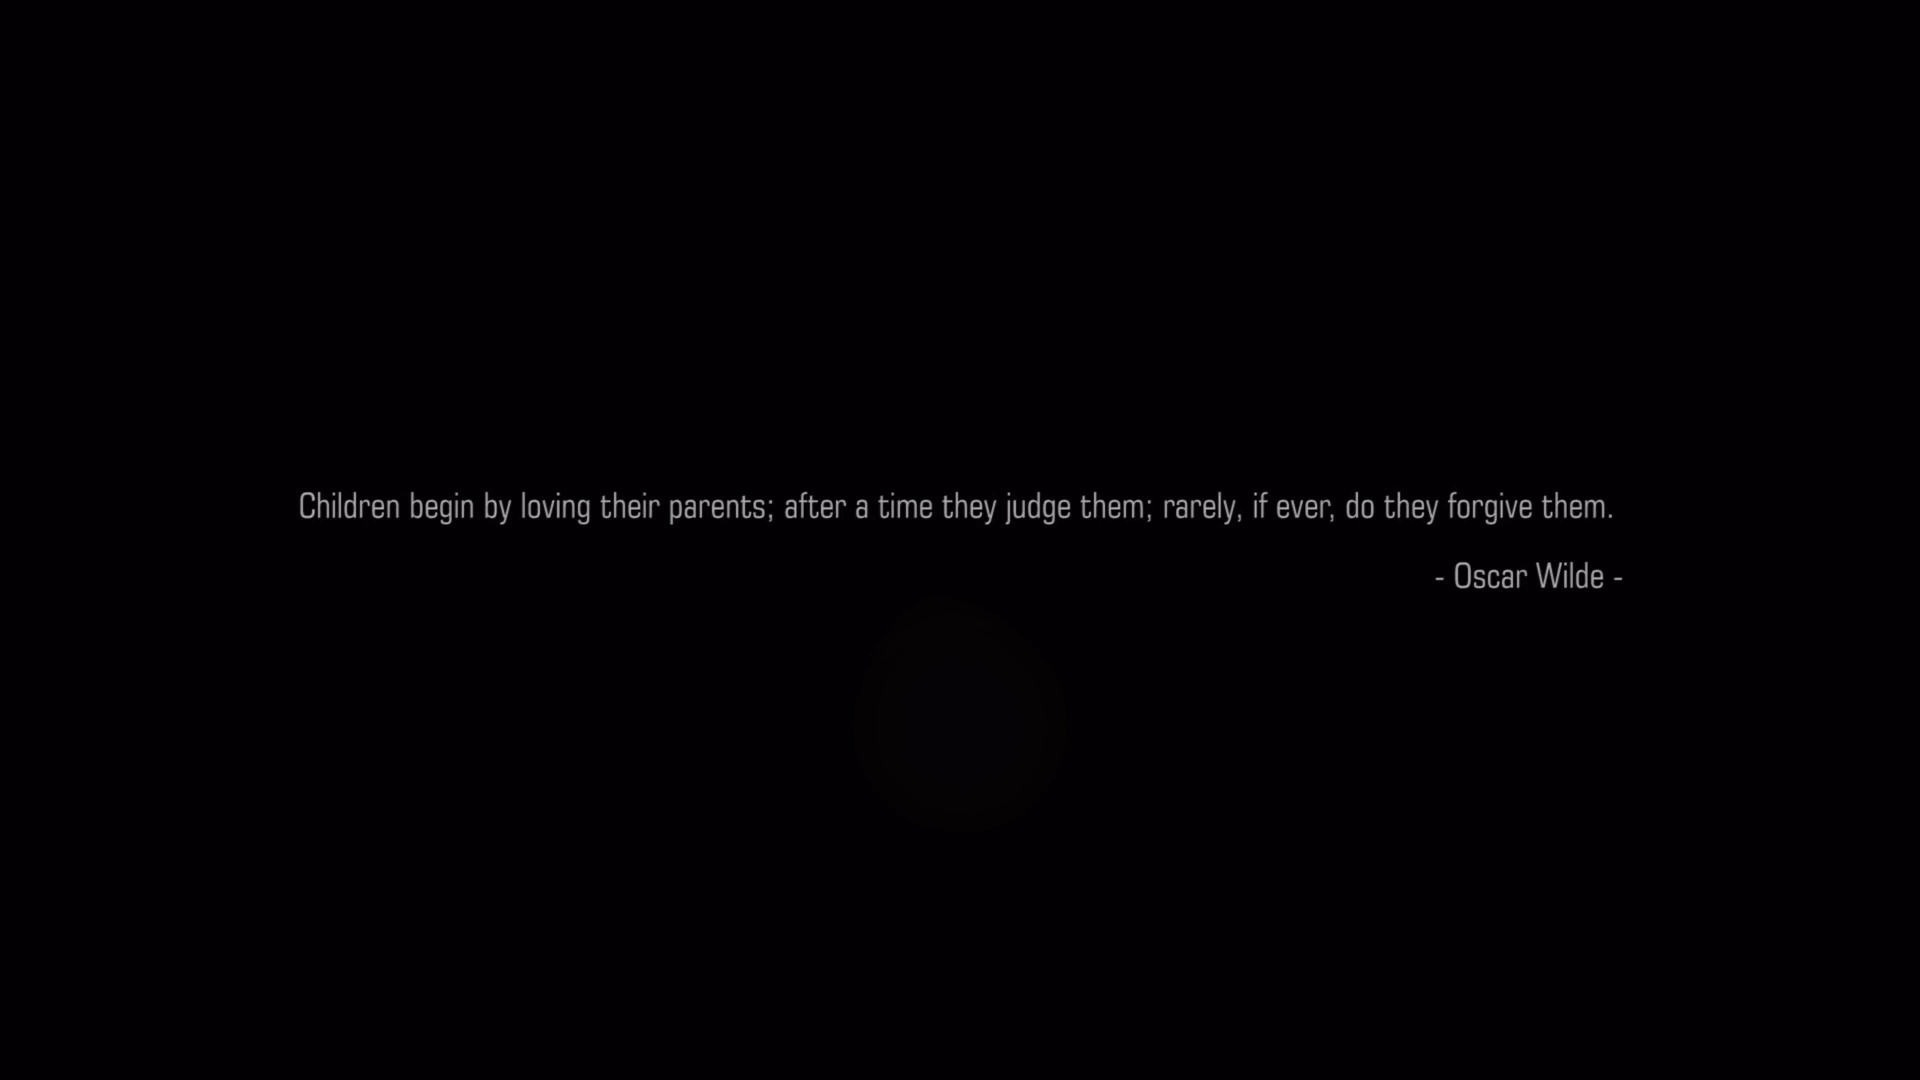 Children begin by loving their parents; after a time they judge them; rarely, if ever, do they forgive them.
- Oscar Wilde -